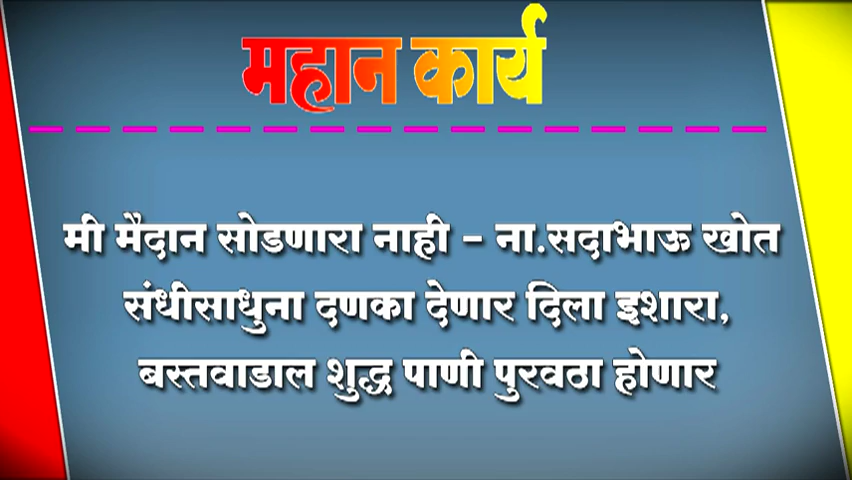 महान कार्य
मी मैदान सोडणारा नाही - ना.सदाभाऊ खोत
संधीसाधुना दणका देणार दिला इशारा,
बस्तवाडाल शुद्ध पाणी पुरवठा होणार